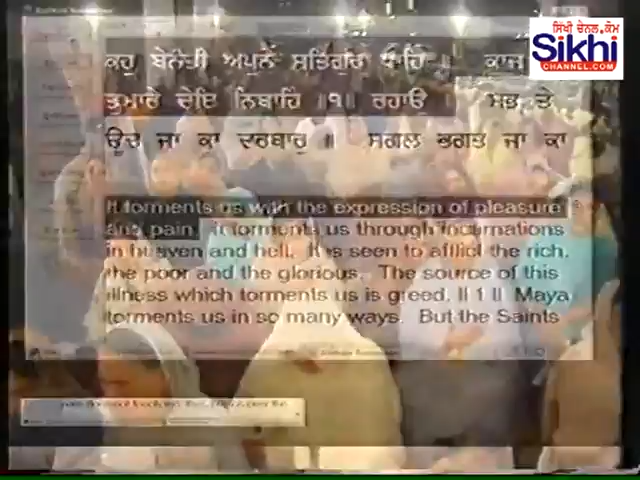 ਸਿੱਖੀ ਚੈਨਲ.ਕੌਮ
Sikhi
CHANNEL.COM
ਕਹੁ ਬੇਨੰਤੀ ਅਪੁਨੇ ਸਤਿਗੁਰ ਪਾਹਿ ॥ ਕਾਜ
ਤੁਮਾਰੇ ਦੇਇ ਨਿਬਾਹਿ ॥੧॥ ਰਹਾਉ ॥ ਸਭ ਤੇ
ਊਚ ਜਾ ਕਾ ਦਰਬਾਰੁ ॥ ਸਗਲ ਭਗਤ ਜਾ ਕਾ
It torments us with the expression of pleasure
and pain. It torments us through incarnations
in heaven and hell. It is seen to afflict the rich,
the poor and the glorious. The source of this
illness which torments us is greed. || 1 || Maya
torments us in so many ways. But the Saints